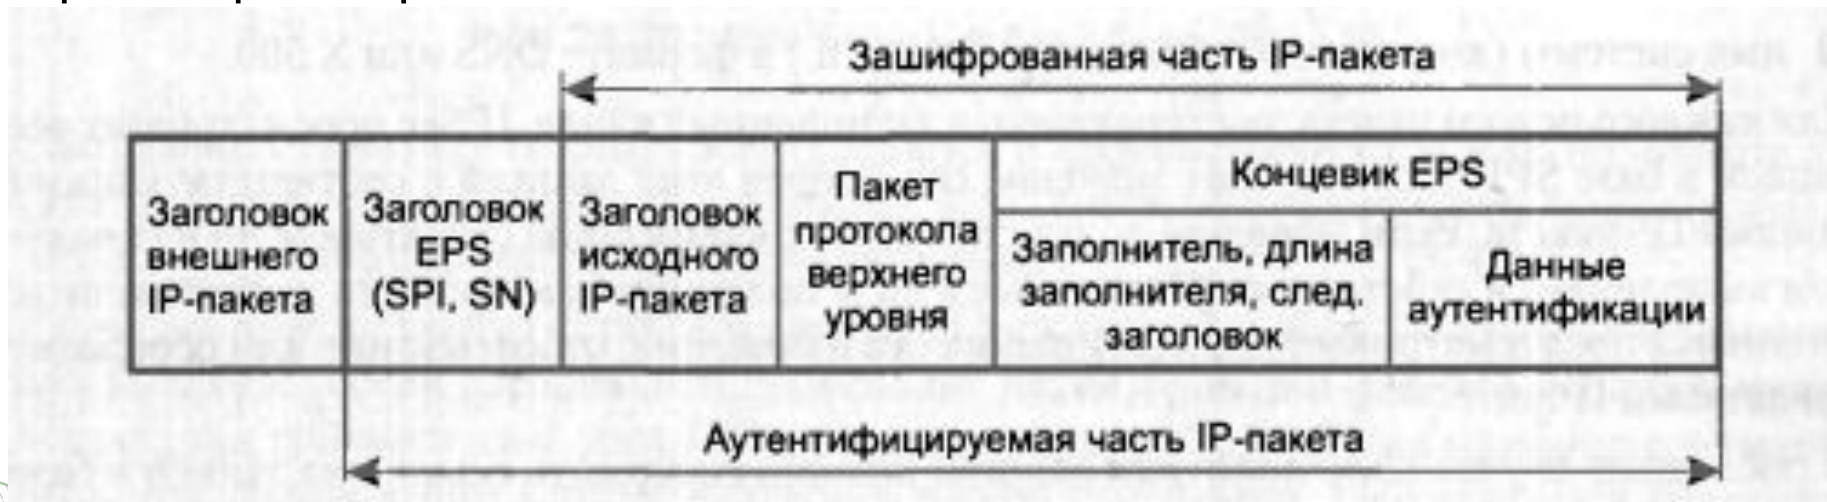 Зашифрованная часть IP-пакета
Заголовок
внешнего
IP-пакета
Заголовок
EPS
(SPI, SN)
Заголовок
исходного
IP-пакета
Пакет
протокола
верхнего
уровня
Концевик EPS
Заполнитель, длина
заполнителя, след.
заголовок
Данные
аутентификации
Аутентифицируемая часть IP-пакета